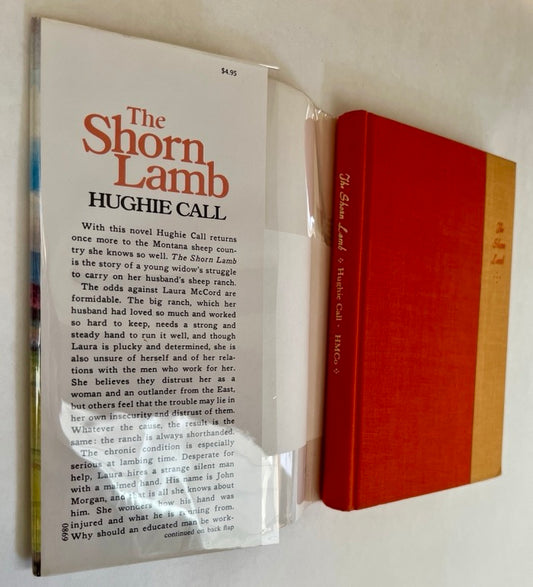 $4.95
The
Shorn
Lamb
HUGHIE CALL
With this novel Hughie Call returns
once more to the Montana sheep coun-
try she knows so well. The Shorn Lamb
is the story of a young widow's struggle
to carry on her husband's sheep ranch.
The odds against Laura McCord are
formidable. The big ranch, which her
husband had loved so much and worked
so hard to keep, needs a strong and
steady hand to run it well, and though
Laura is plucky and determined, she is
also unsure of herself and of her rela-
tions with the men who work for her.
She believes they distrust her as a
woman and an outlander from the East,
but others feel that the trouble may lie in
her own insecurity and distrust of them.
Whatever the cause, the result is the
same: the ranch is always shorthanded.
The chronic condition is especially
serious at lambing time. Desperate for
help, Laura hires a strange silent man
with a maimed hand. His name is John
Morgan, and that is all she knows about
him. She wonders how his hand was
injured and what he is running from.
Why should an educated man be work-
continued on back flap
0869
The Shorn Lamb Hughie Call HMCo
The
Shorn
Lamb